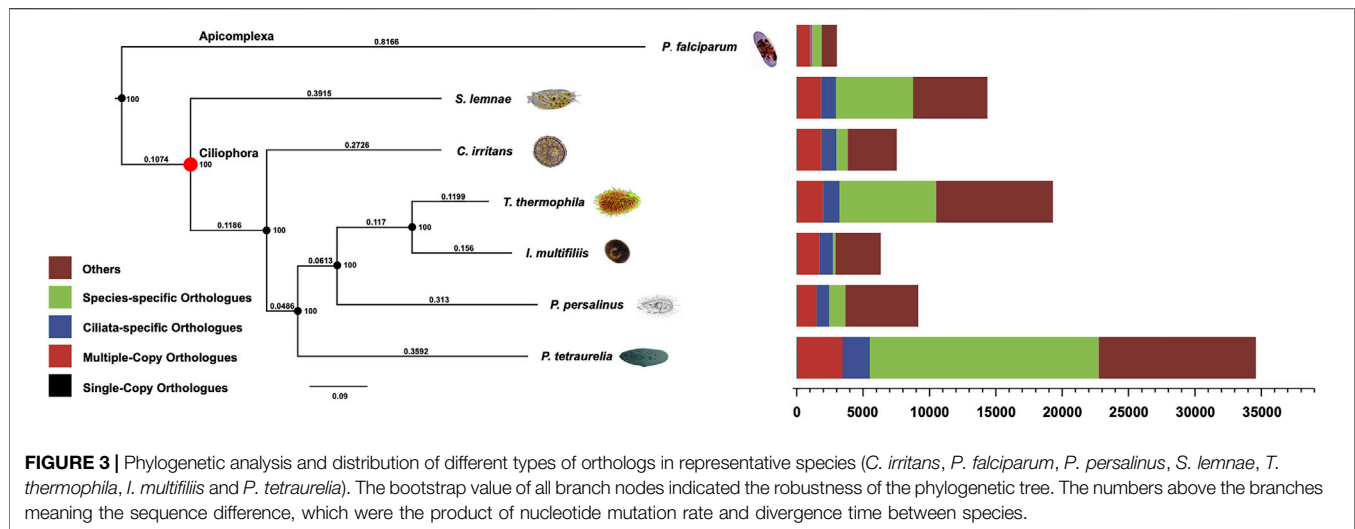 Apicomplexa
0.8166
P. falciparum
100
0.3915
S. lemnae
Ciliophora
0.1074
100
0.2726
C. irritans
0.1199
T. thermophila
0.1186
0.117
100
100
0.156
I. multifiliis
0.0613
100
0.0486
0.313
P. persalinus
100
0.3592
P. tetraurelia
0.09
Others
Species-specific Orthologues
Ciliata-specific Orthologues
Multiple-Copy Orthologues
Single-Copy Orthologues
0 5000 10000 15000 20000 25000 30000 35000
FIGURE 3 | Phylogenetic analysis and distribution of different types of orthologs in representative species (C. irritans, P. falciparum, P. persalinus, S. lemnae, T.
thermophila, I. multifiliis and P. tetraurelia). The bootstrap value of all branch nodes indicated the robustness of the phylogenetic tree. The numbers above the branches
meaning the sequence difference, which were the product of nucleotide mutation rate and divergence time between species.